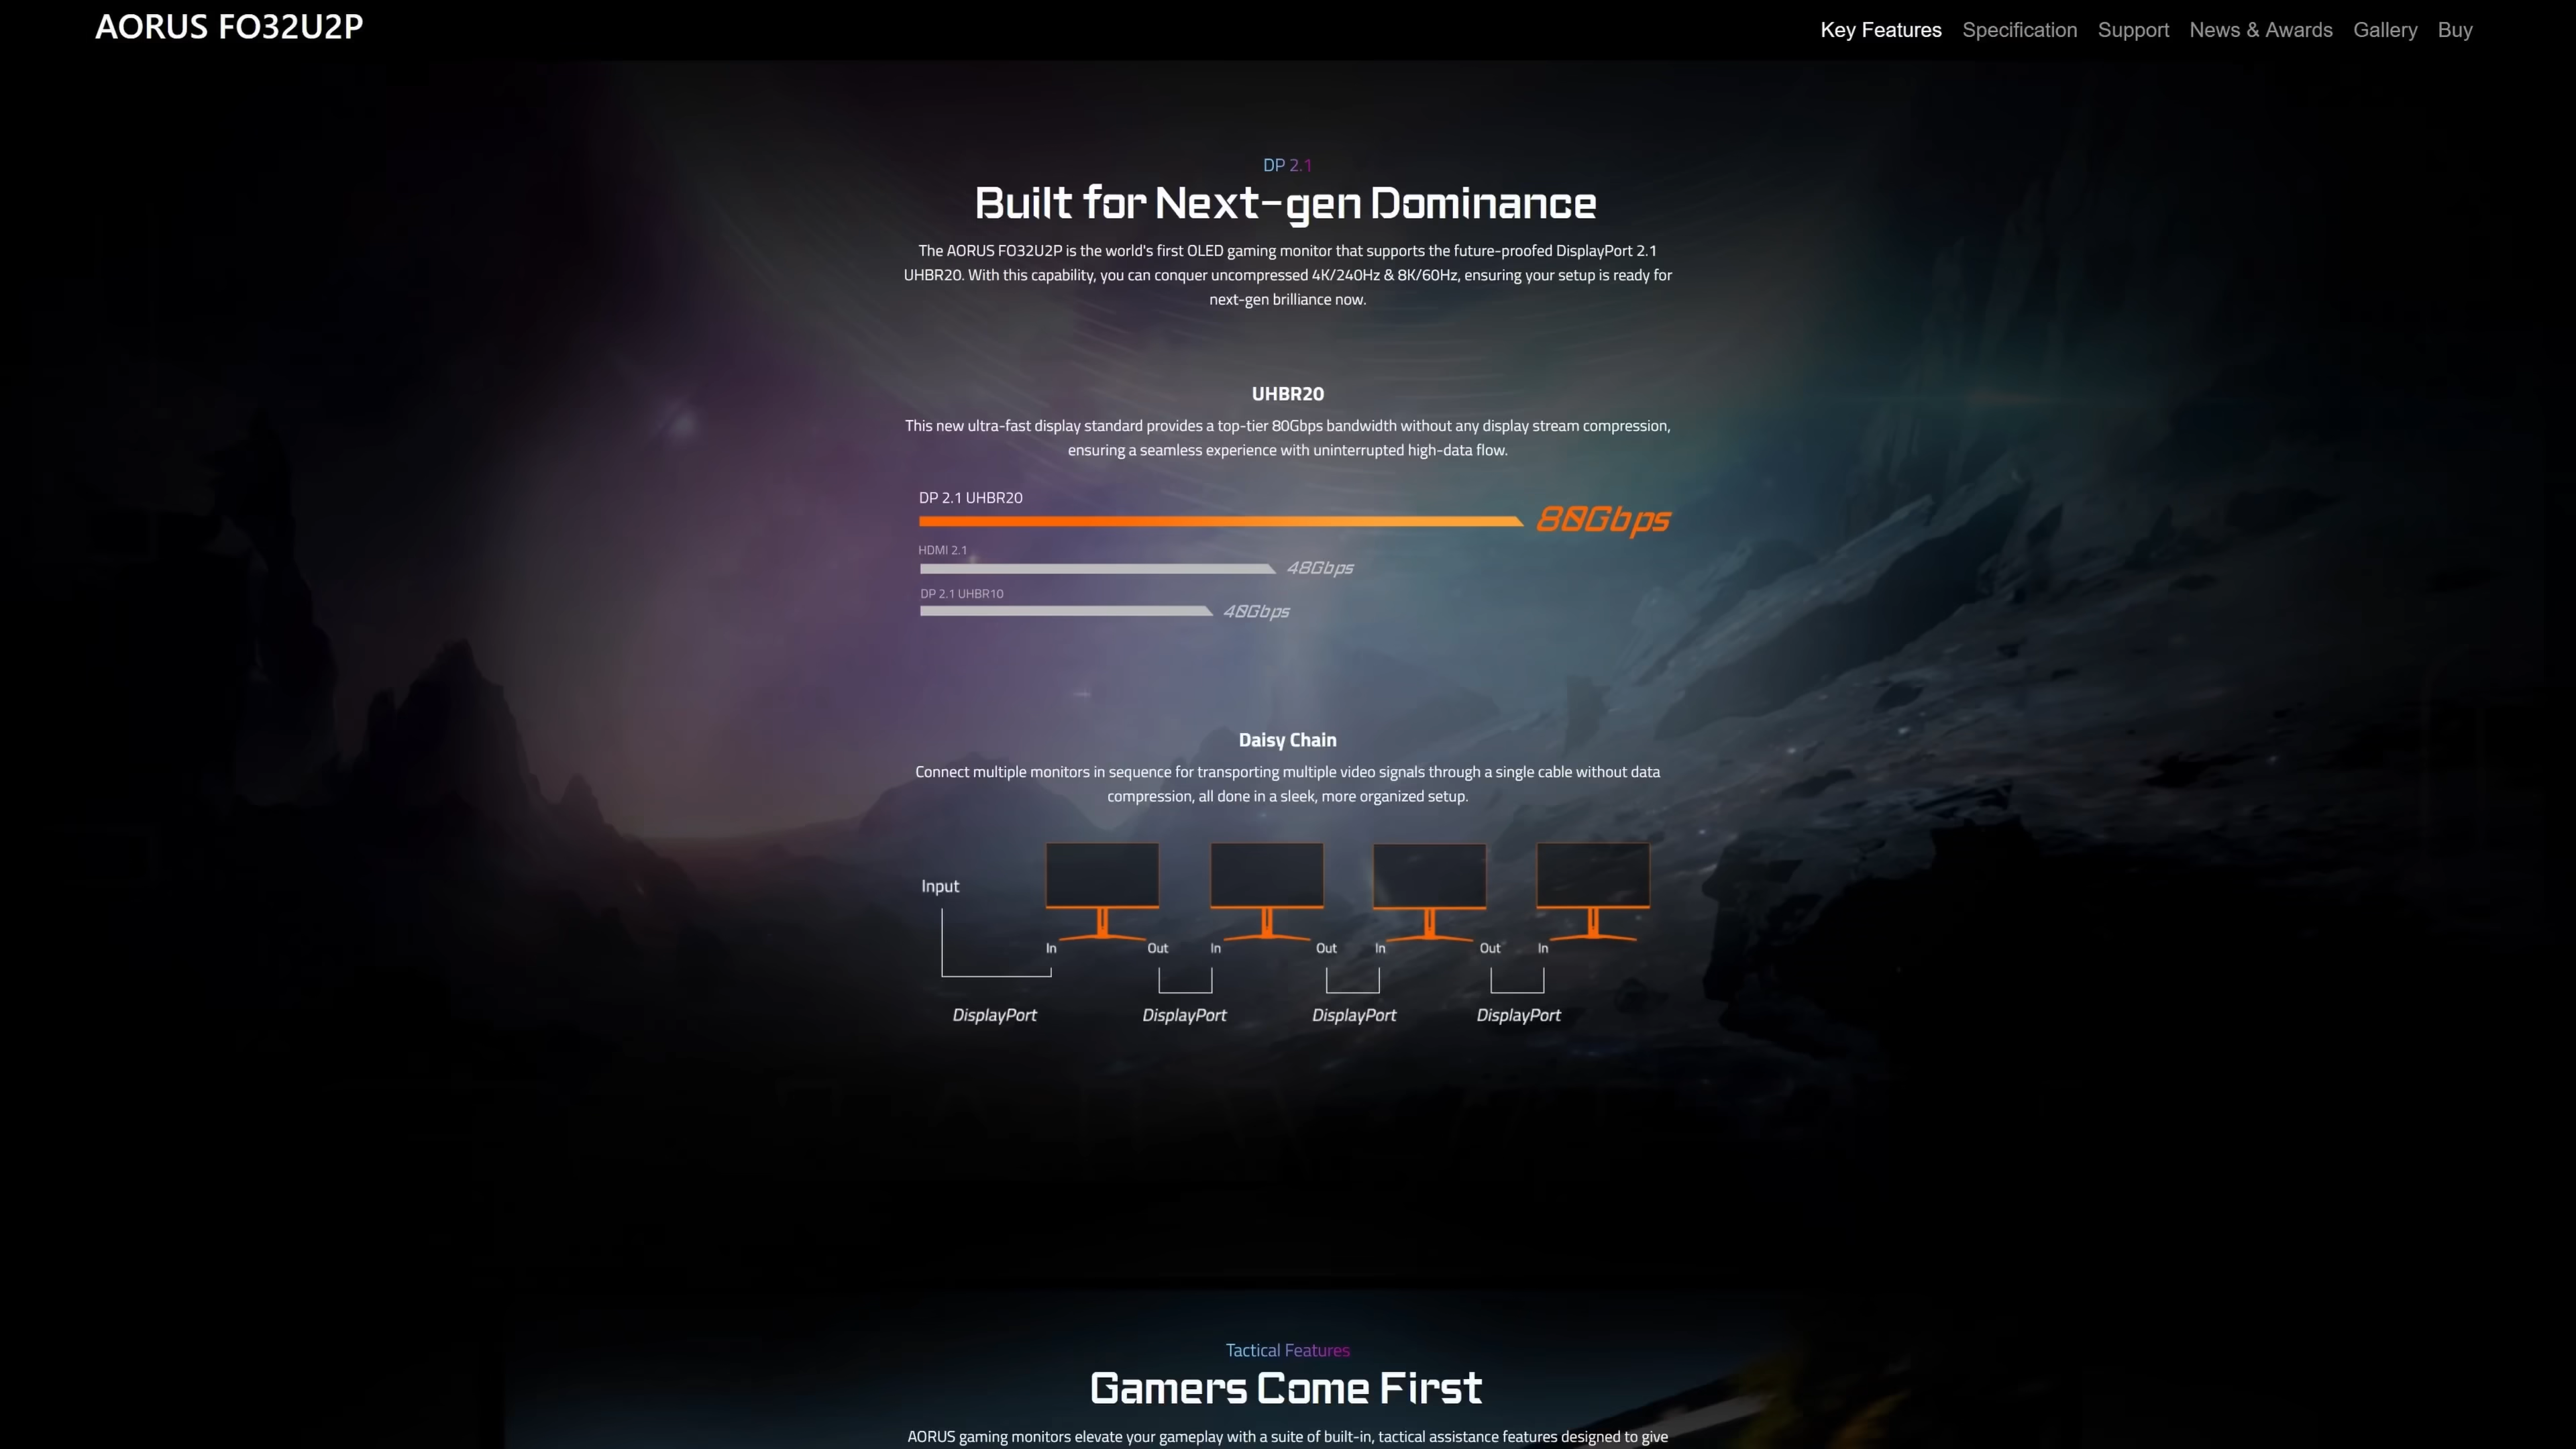 AORUS FO32U2P
Key Features Specification Support News & Awards Gallery Buy
DP 2.1
Built for Next-gen Dominance
The AORUS FO32U2P is the world's first OLED gaming monitor that supports the future-proofed DisplayPort 2.1
UHBR20. With this capability, you can conquer uncompressed 4K/240Hz & 8K/60Hz, ensuring your setup is ready for
next-gen brilliance now.
UHBR20
This new ultra-fast display standard provides a top-tier 80Gbps bandwidth without any display stream compression,
ensuring a seamless experience with uninterrupted high-data flow.
DP 2.1 UHBR20
80Gbps
HDMI 2.1
48Gbps
DP 2.1 UHBR10
40Gbps
Daisy Chain
Connect multiple monitors in sequence for transporting multiple video signals through a single cable without data
compression, all done in a sleek, more organized setup.
Input
In Out In Out In Out In
DisplayPort DisplayPort DisplayPort DisplayPort
Tactical Features
Gamers Come First
AORUS gaming monitors elevate your gameplay with a suite of built-in, tactical assistance features designed to give